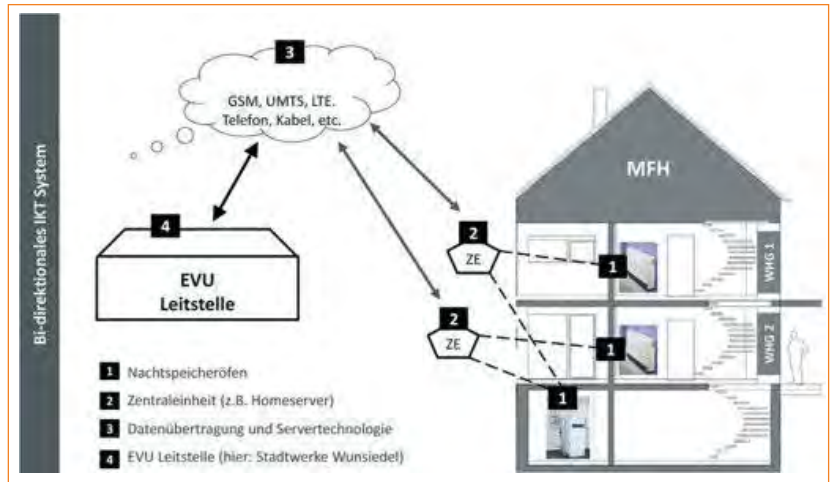 Bi-direktionales IKT System
3
GSM, UMTS, LTE.
Telefon, Kabel, etc.
4
EVU
Leitstelle
2
ZE
2
ZE
MFH
1
WHG 1
1
WHG 2
1
1 Nachtspeicheröfen
2 Zentraleinheit (z.B. Homeserver)
3 Datenübertragung und Servertechnologie
4 EVU Leitstelle (hier: Stadtwerke Wunsiedel)